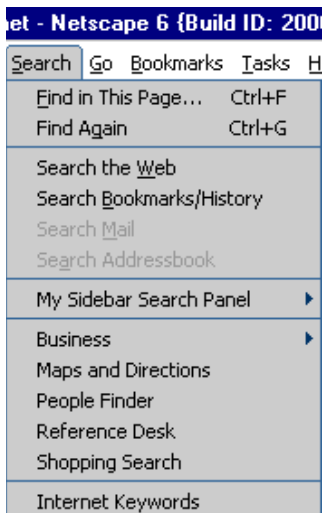 net - Netscape 6 {Build ID: 200
Search Go Bookmarks Tasks H
Find in This Page... Ctrl+F
Find Again Ctrl+G
Search the Web
Search Bookmarks/History
Search Mail
Search Addressbook
My Sidebar Search Panel
Business
Maps and Directions
People Finder
Reference Desk
Shopping Search
Internet Keywords